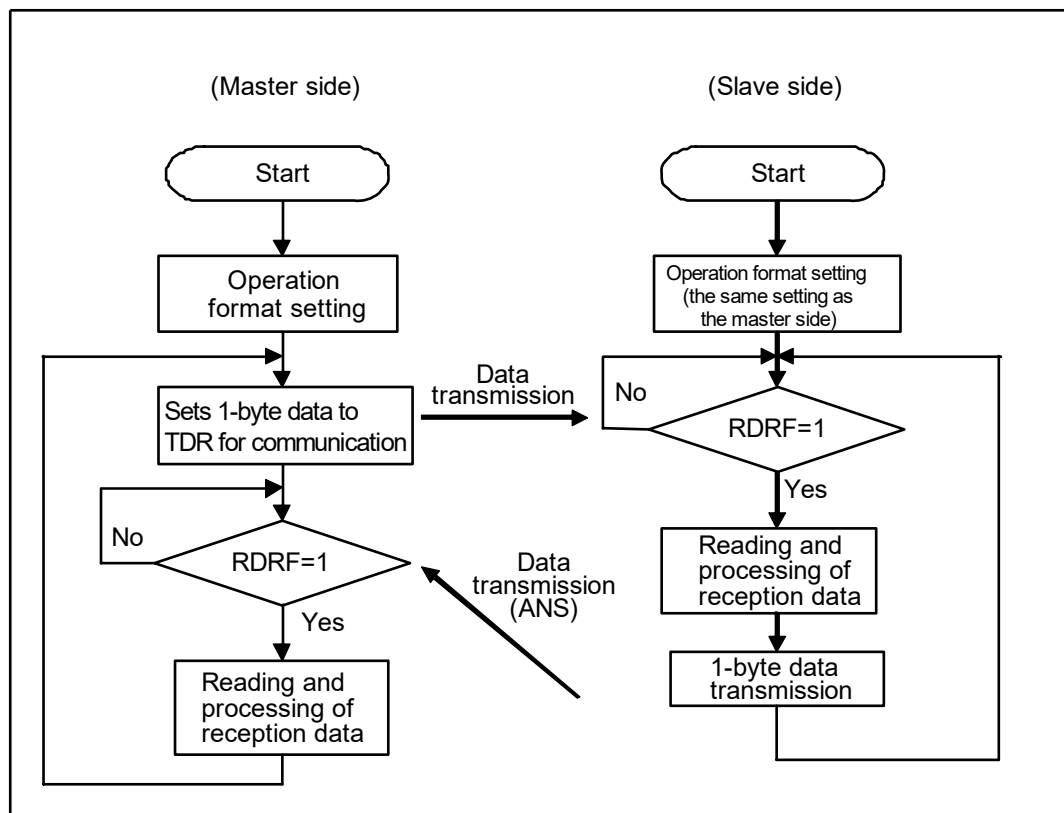 (Master side)
Start
Operation
format setting
Sets 1-byte data to
TDR for communication
No
RDRF=1
Yes
Reading and
processing of
reception data
Data
transmission
Data
transmission
(ANS)
(Slave side)
Start
Operation format setting
(the same setting as
the master side)
No
RDRF=1
Yes
Reading and
processing of
reception data
1-byte data
transmission